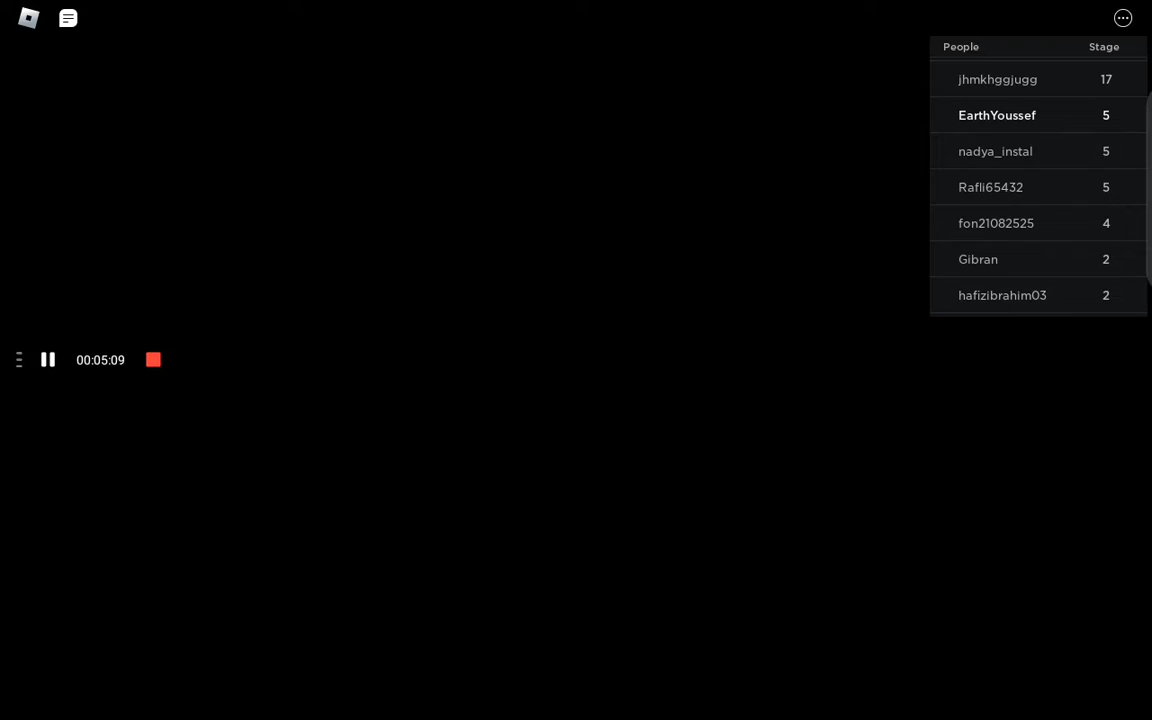 People Stage
jhmkhggjugg 17
EarthYoussef 5
nadya_instal 5
Rafli65432 5
fon21082525 4
Gibran 2
hafizibrahim03 2
00:05:09